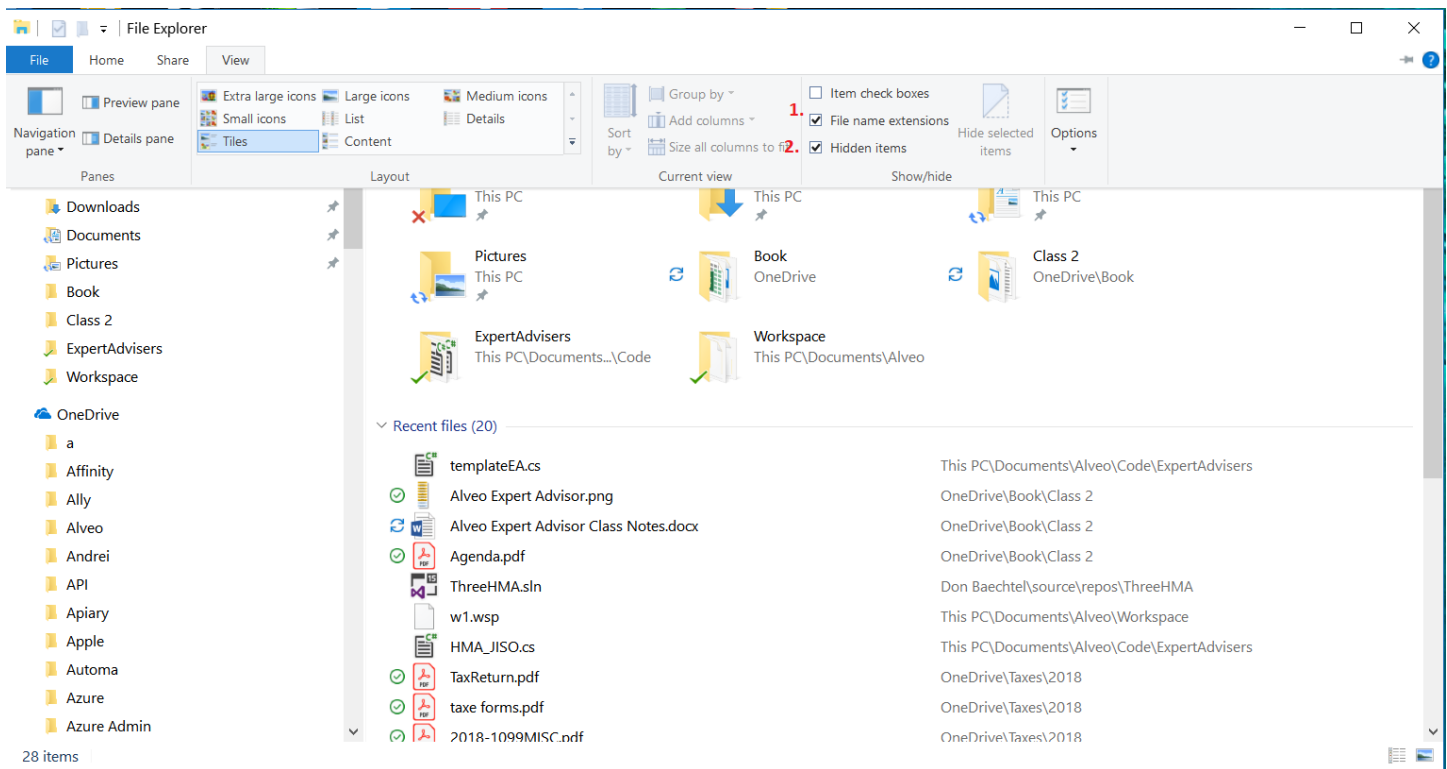 File Explorer
File Home Share View
Navigation pane
Preview pane
Details pane
Panes
Extra large icons Large icons Medium icons
Small icons List Details
Tiles Content
Layout
Sort by
Group by
Add columns
Size all columns to fit
Current view
1.
2.
Item check boxes
File name extensions
Hidden items
Hide selected items
Show/hide
Options
Downloads
Documents
Pictures
Book
Class 2
ExpertAdvisers
Workspace
OneDrive
a
Affinity
Ally
Alveo
Andrei
API
Apiary
Apple
Automa
Azure
Azure Admin
This PC
This PC
This PC
Pictures
This PC
Book
OneDrive
Class 2
OneDrive\Book
ExpertAdvisers
This PC\Documents...\Code
Workspace
This PC\Documents\Alveo
Recent files (20)
templateEA.cs This PC\Documents\Alveo\Code\ExpertAdvisers
Alveo Expert Advisor.png OneDrive\Book\Class 2
Alveo Expert Advisor Class Notes.docx OneDrive\Book\Class 2
Agenda.pdf OneDrive\Book\Class 2
ThreeHMA.sln Don Baechtel\source\repos\ThreeHMA
w1.wsp This PC\Documents\Alveo\Workspace
HMA_JISO.cs This PC\Documents\Alveo\Code\ExpertAdvisers
TaxReturn.pdf OneDrive\Taxes\2018
taxe forms.pdf OneDrive\Taxes\2018
2018-1099MISC.pdf OneDrive\Taxes\2018
28 items